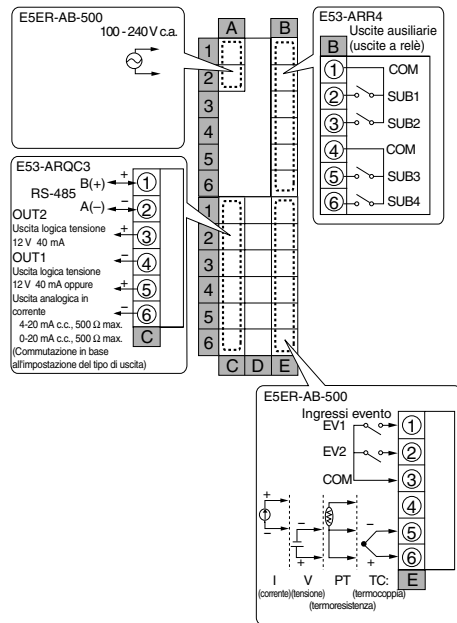 E5ER-AB-500
100 - 240 V c.a.
A
B
1
2
3
4
5
6
1
2
3
4
5
6
C D E
E53-ARR4
Uscite ausiliarie
(uscite a relè)
B
1 COM
2 SUB1
3 SUB2
4 COM
5 SUB3
6 SUB4
E53-ARQC3
RS-485
B(+) + 1
A(−) − 2
OUT2
Uscita logica tensione
12 V 40 mA
+ 3
OUT1
− 4
Uscita logica tensione
12 V 40 mA oppure
+ 5
Uscita analogica in
corrente
− 6
4-20 mA c.c., 500 Ω max.
0-20 mA c.c., 500 Ω max.
(Commutazione in base
all'impostazione del tipo di uscita)
C
E5ER-AB-500
Ingressi evento
EV1 1
EV2 2
COM 3
4
5
6
+ −
− +
− +
I V PT TC:
(corrente) (tensione) (termocoppia)
(termoresistenza)
E